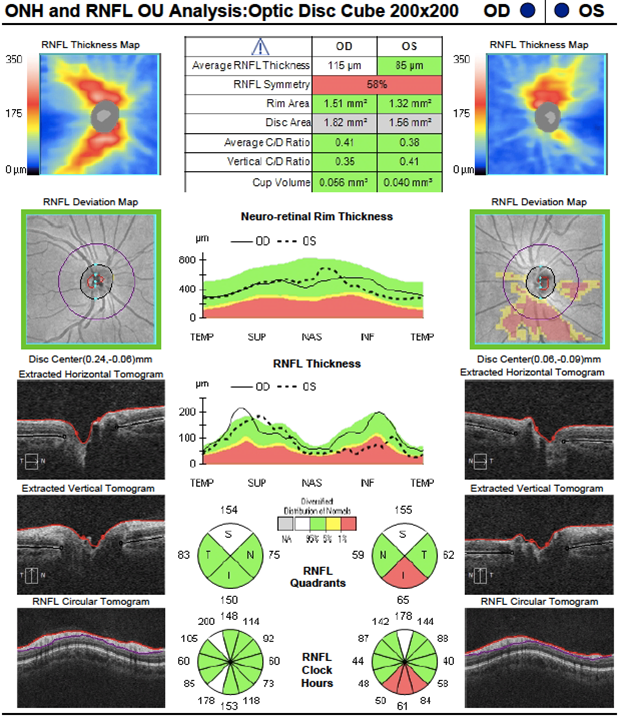 ONH and RNFL OU Analysis:Optic Disc Cube 200x200 OD OS
RNFL Thickness Map
350
175
0 µm
OD OS
Average RNFL Thickness 115 µm 85 µm
RNFL Symmetry 58%
Rim Area 1.51 mm² 1.32 mm²
Disc Area 1.82 mm² 1.56 mm²
Average C/D Ratio 0.41 0.38
Vertical C/D Ratio 0.35 0.41
Cup Volume 0.056 mm³ 0.040 mm³
RNFL Thickness Map
350
175
0 µm
RNFL Deviation Map
Disc Center(0.24,-0.06)mm
Neuro-retinal Rim Thickness
µm OD OS
800
400
0
TEMP SUP NAS INF TEMP
RNFL Deviation Map
Disc Center(0.06,-0.09)mm
Extracted Horizontal Tomogram
T N
RNFL Thickness
µm OD OS
200
100
0
TEMP SUP NAS INF TEMP
Extracted Horizontal Tomogram
N T
Extracted Vertical Tomogram
T N
154
S
83 T N 75
I
150
Diversified
Distribution of Normals
NA 95% 5% 1%
RNFL
Quadrants
155
S
59 N T 62
I
65
Extracted Vertical Tomogram
N T
RNFL Circular Tomogram
148
200 114
105 92
60 60
85 73
178 118
153
RNFL
Clock
Hours
178
142 144
87 88
44 40
48 58
50 84
61
RNFL Circular Tomogram